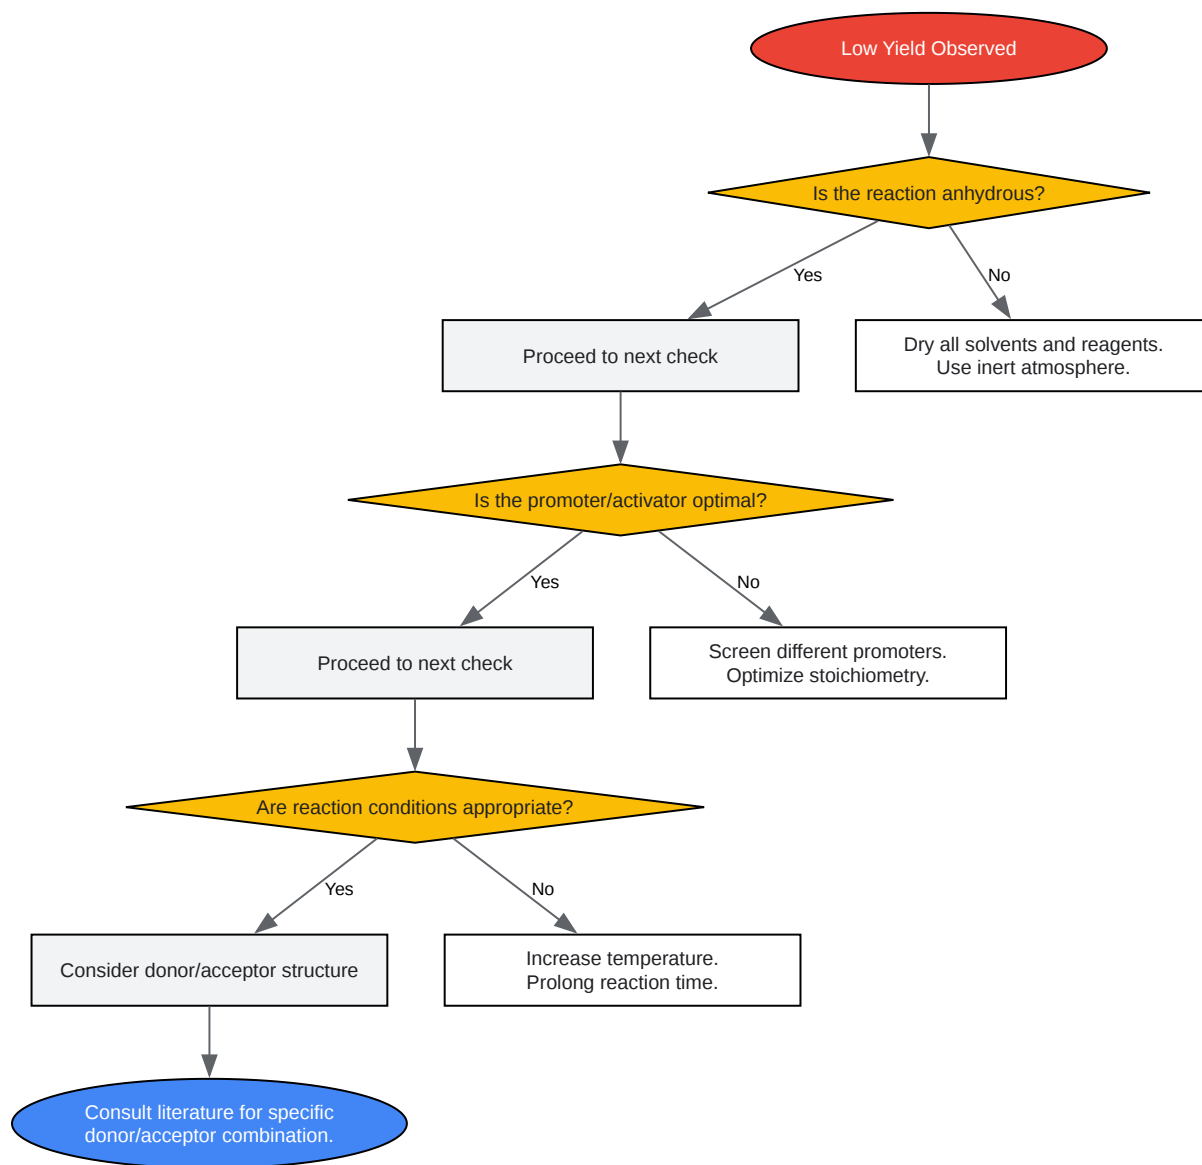 Low Yield Observed
Is the reaction anhydrous?
Yes
No
Proceed to next check
Dry all solvents and reagents.
Use inert atmosphere.
Is the promoter/activator optimal?
Yes
No
Proceed to next check
Screen different promoters.
Optimize stoichiometry.
Are reaction conditions appropriate?
Yes
No
Consider donor/acceptor structure
Increase temperature.
Prolong reaction time.
Consult literature for specific
donor/acceptor combination.